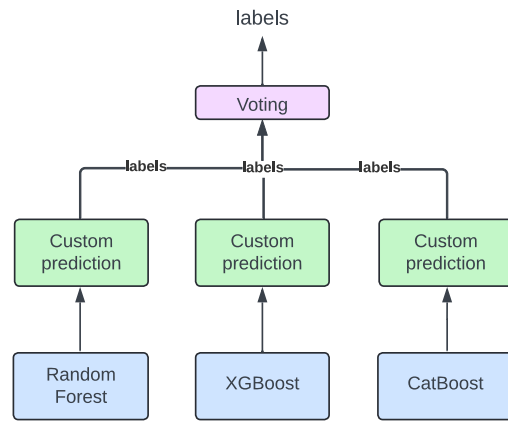 labels
Voting
labels
labels
labels
Custom
prediction
Custom
prediction
Custom
prediction
Random
Forest
XGBoost
CatBoost